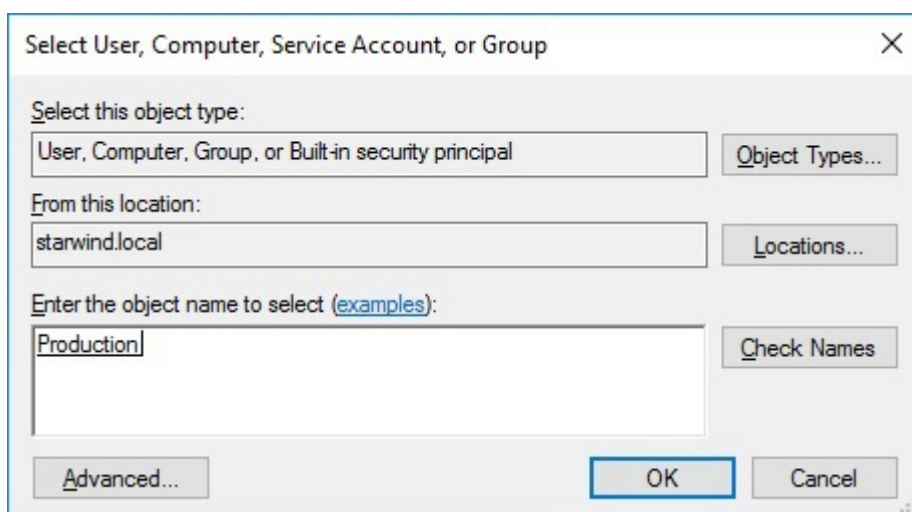 Select User, Computer, Service Account, or Group
Select this object type:
User, Computer, Group, or Built-in security principal
Object Types...
From this location:
starwind.local
Locations...
Enter the object name to select (examples):
Production
Check Names
Advanced...
OK
Cancel